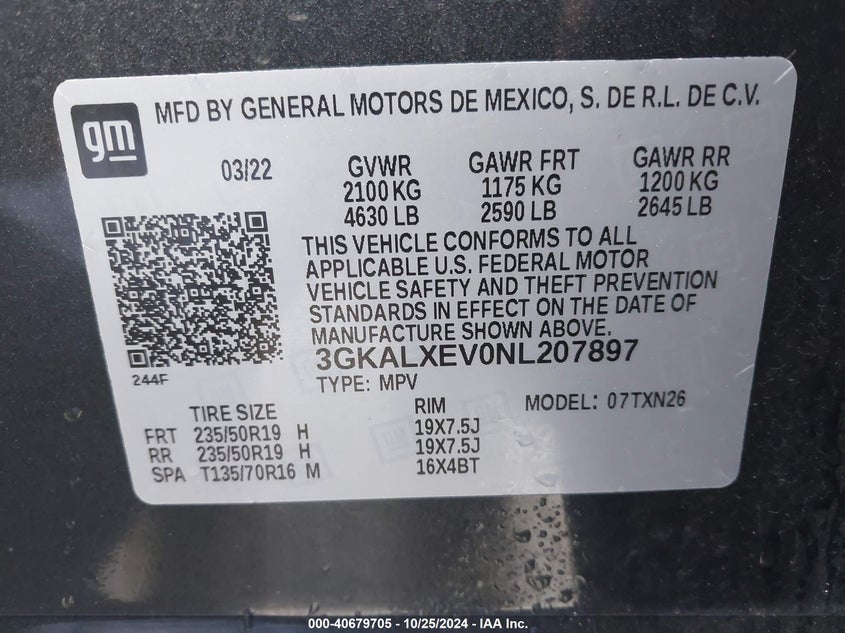 gm
MFD BY GENERAL MOTORS DE MEXICO, S. DE R.L. DE C.V.
03/22 GVWR GAWR FRT GAWR RR
2100 KG 1175 KG 1200 KG
4630 LB 2590 LB 2645 LB
THIS VEHICLE CONFORMS TO ALL
APPLICABLE U.S. FEDERAL MOTOR
VEHICLE SAFETY AND THEFT PREVENTION
STANDARDS IN EFFECT ON THE DATE OF
MANUFACTURE SHOWN ABOVE.
3GKALXEV0NL207897
244F
TYPE: MPV
TIRE SIZE RIM MODEL: 07TXN26
FRT 235/50R19 H 19X7.5J
RR 235/50R19 H 19X7.5J
SPA T135/70R16 M 16X4BT
000-40679705 - 10/25/2024 - IAA Inc.